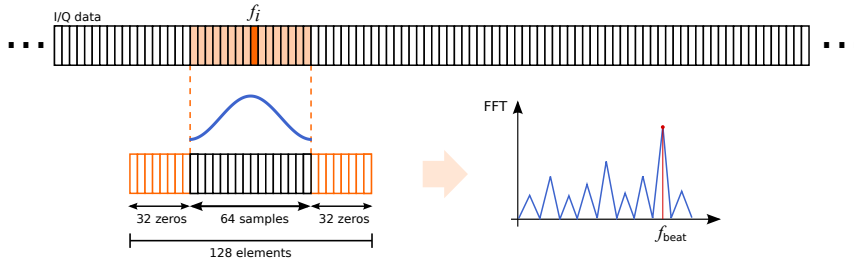 f_i
I/Q data
FFT
32 zeros
64 samples
32 zeros
128 elements
f_beat